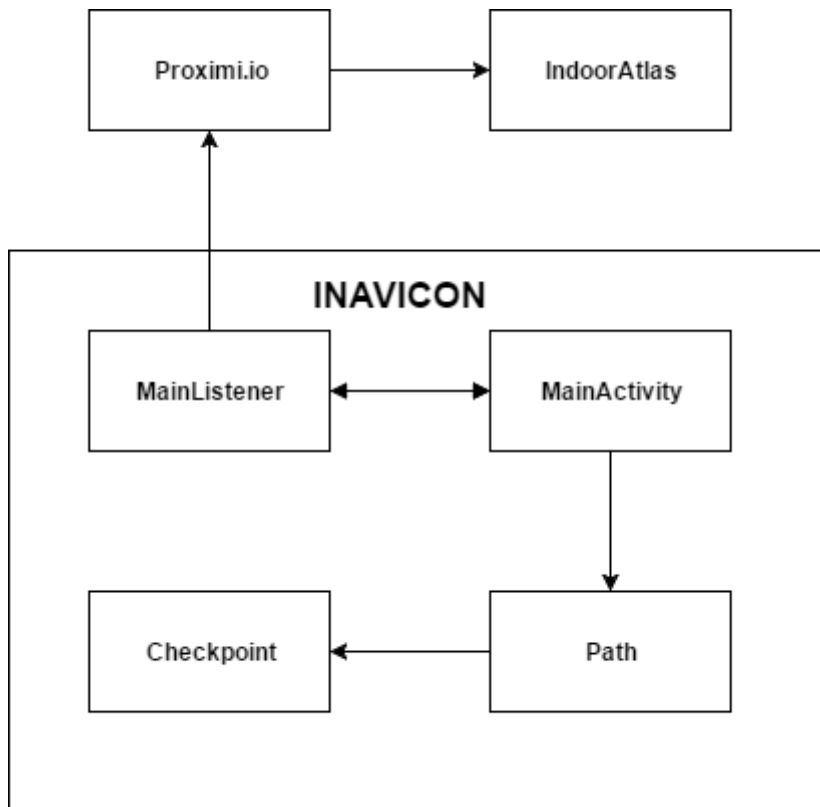 Proximi.io
IndoorAtlas
INAVICON
MainListener
MainActivity
Checkpoint
Path